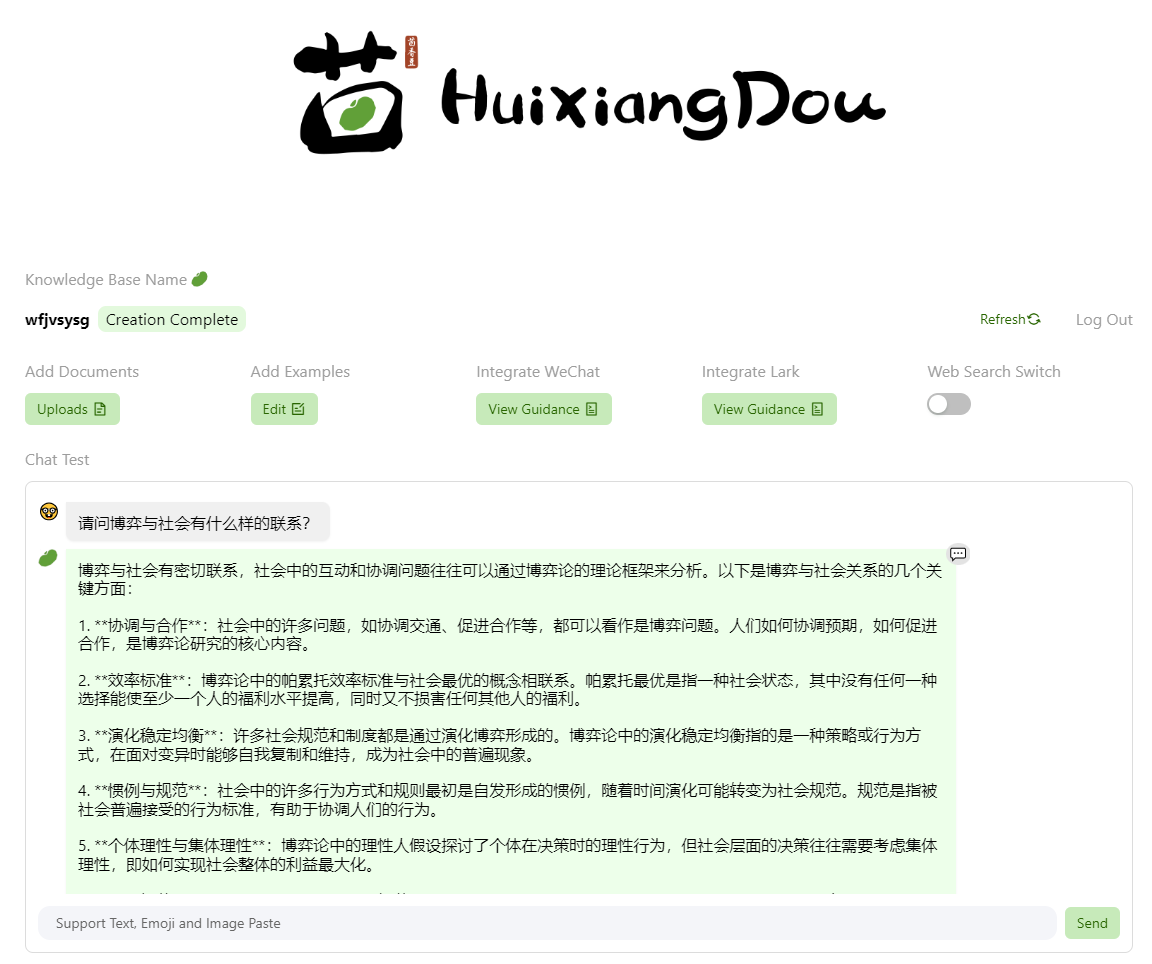 茴
茴香豆
HuixiangDou
Knowledge Base Name
wfjvsysg Creation Complete Refresh Log Out
Add Documents Add Examples Integrate WeChat Integrate Lark Web Search Switch
Uploads Edit View Guidance View Guidance
Chat Test
请问博弈与社会有什么样的联系？
博弈与社会有密切联系，社会中的互动和协调问题往往可以通过博弈论的理论框架来分析。以下是博弈与社会关系的几个关
键方面：
1. **协调与合作**：社会中的许多问题，如协调交通、促进合作等，都可以看作是博弈问题。人们如何协调预期，如何促进
合作，是博弈论研究的核心内容。
2. **效率标准**：博弈论中的帕累托效率标准与社会最优的概念相联系。帕累托最优是指一种社会状态，其中没有任何一种
选择能使至少一个人的福利水平提高，同时又不损害任何其他人的福利。
3. **演化稳定均衡**：许多社会规范和制度都是通过演化博弈形成的。博弈论中的演化稳定均衡指的是一种策略或行为方
式，在面对变异时能够自我复制和维持，成为社会中的普遍现象。
4. **惯例与规范**：社会中的许多行为方式和规则最初是自发形成的惯例，随着时间演化可能转变为社会规范。规范是指被
社会普遍接受的行为标准，有助于协调人们的行为。
5. **个体理性与集体理性**：博弈论中的理性人假设探讨了个体在决策时的理性行为，但社会层面的决策往往需要考虑集体
理性，即如何实现社会整体的利益最大化。
Support Text, Emoji and Image Paste Send